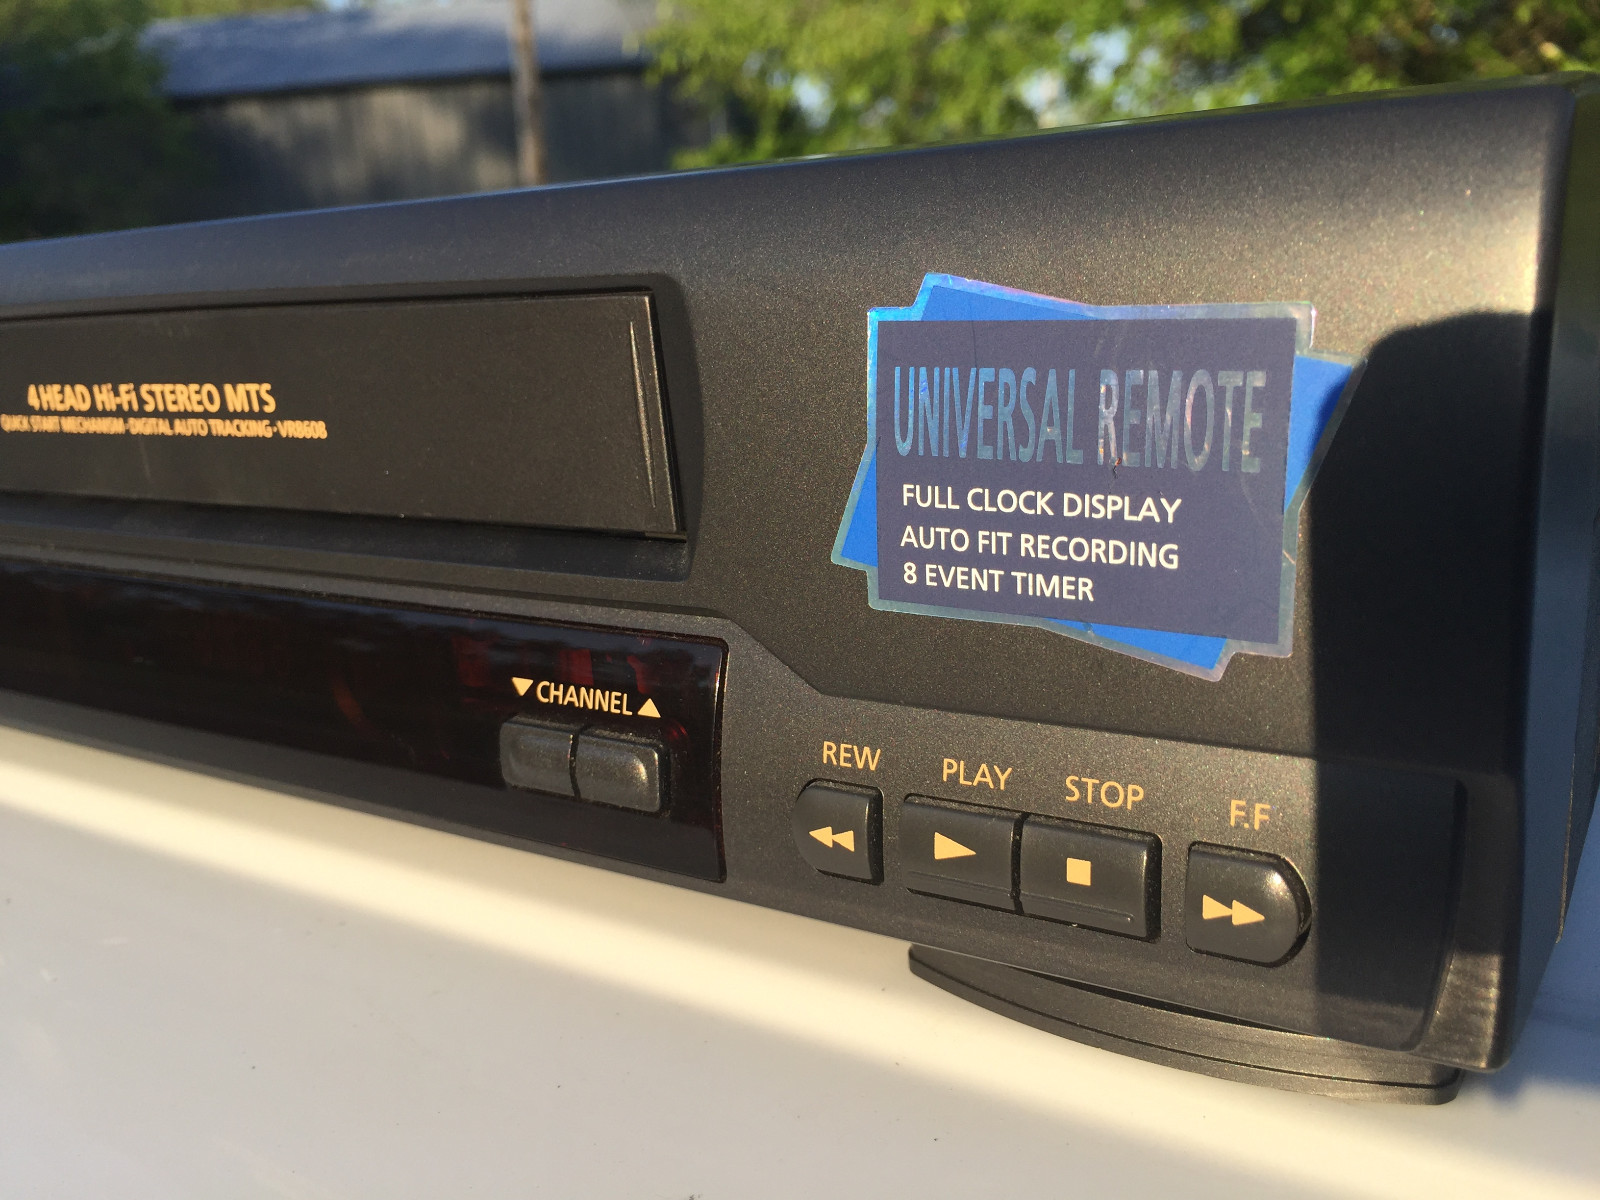 4 HEAD Hi-Fi STEREO MTS
QUICK START MECHANISM·DIGITAL AUTO TRACKING·VR8608
UNIVERSAL REMOTE
FULL CLOCK DISPLAY
AUTO FIT RECORDING
8 EVENT TIMER
▼ CHANNEL ▲
REW
PLAY
STOP
F.F